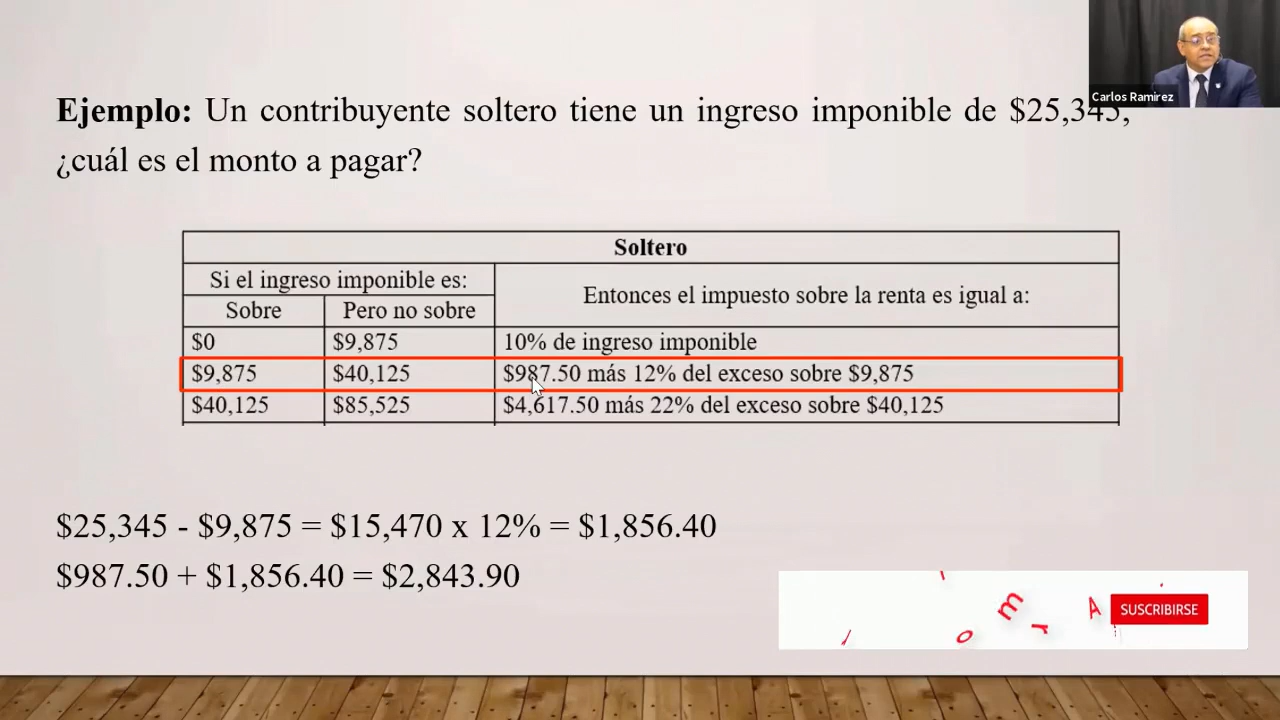 Carlos Ramirez
Ejemplo: Un contribuyente soltero tiene un ingreso imponible de $25,345,
¿cuál es el monto a pagar?
Soltero
Si el ingreso imponible es:
Entonces el impuesto sobre la renta es igual a:
Sobre
Pero no sobre
$0 $9,875 10% de ingreso imponible
$9,875 $40,125 $987.50 más 12% del exceso sobre $9,875
$40,125 $85,525 $4,617.50 más 22% del exceso sobre $40,125
$25,345 - $9,875 = $15,470 x 12% = $1,856.40
$987.50 + $1,856.40 = $2,843.90
SUSCRIBIRSE